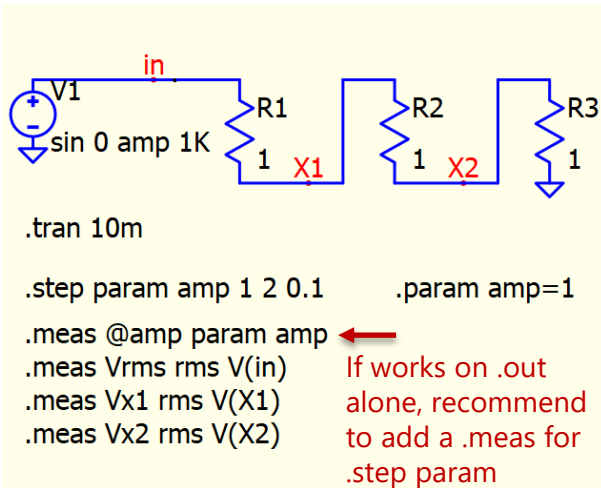 in
V1
R1
R2
R3
sin 0 amp 1K
1
X1
1
X2
1
.tran 10m
.step param amp 1 2 0.1
.param amp=1
.meas @amp param amp
.meas Vrms rms V(in)
.meas Vx1 rms V(X1)
.meas Vx2 rms V(X2)
If works on .out
alone, recommend
to add a .meas for
.step param